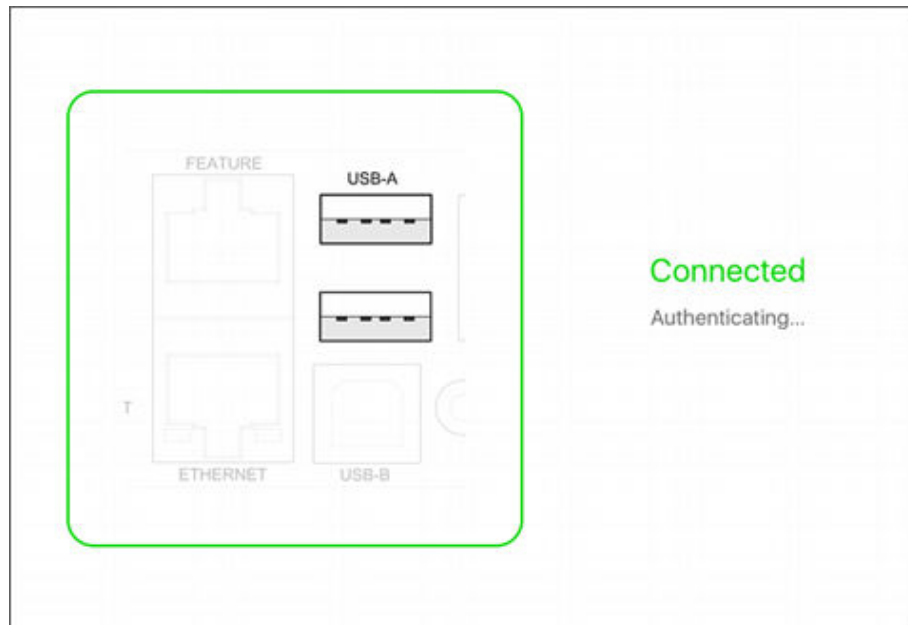 FEATURE
USB-A
Connected
Authenticating...
T
ETHERNET
USB-B